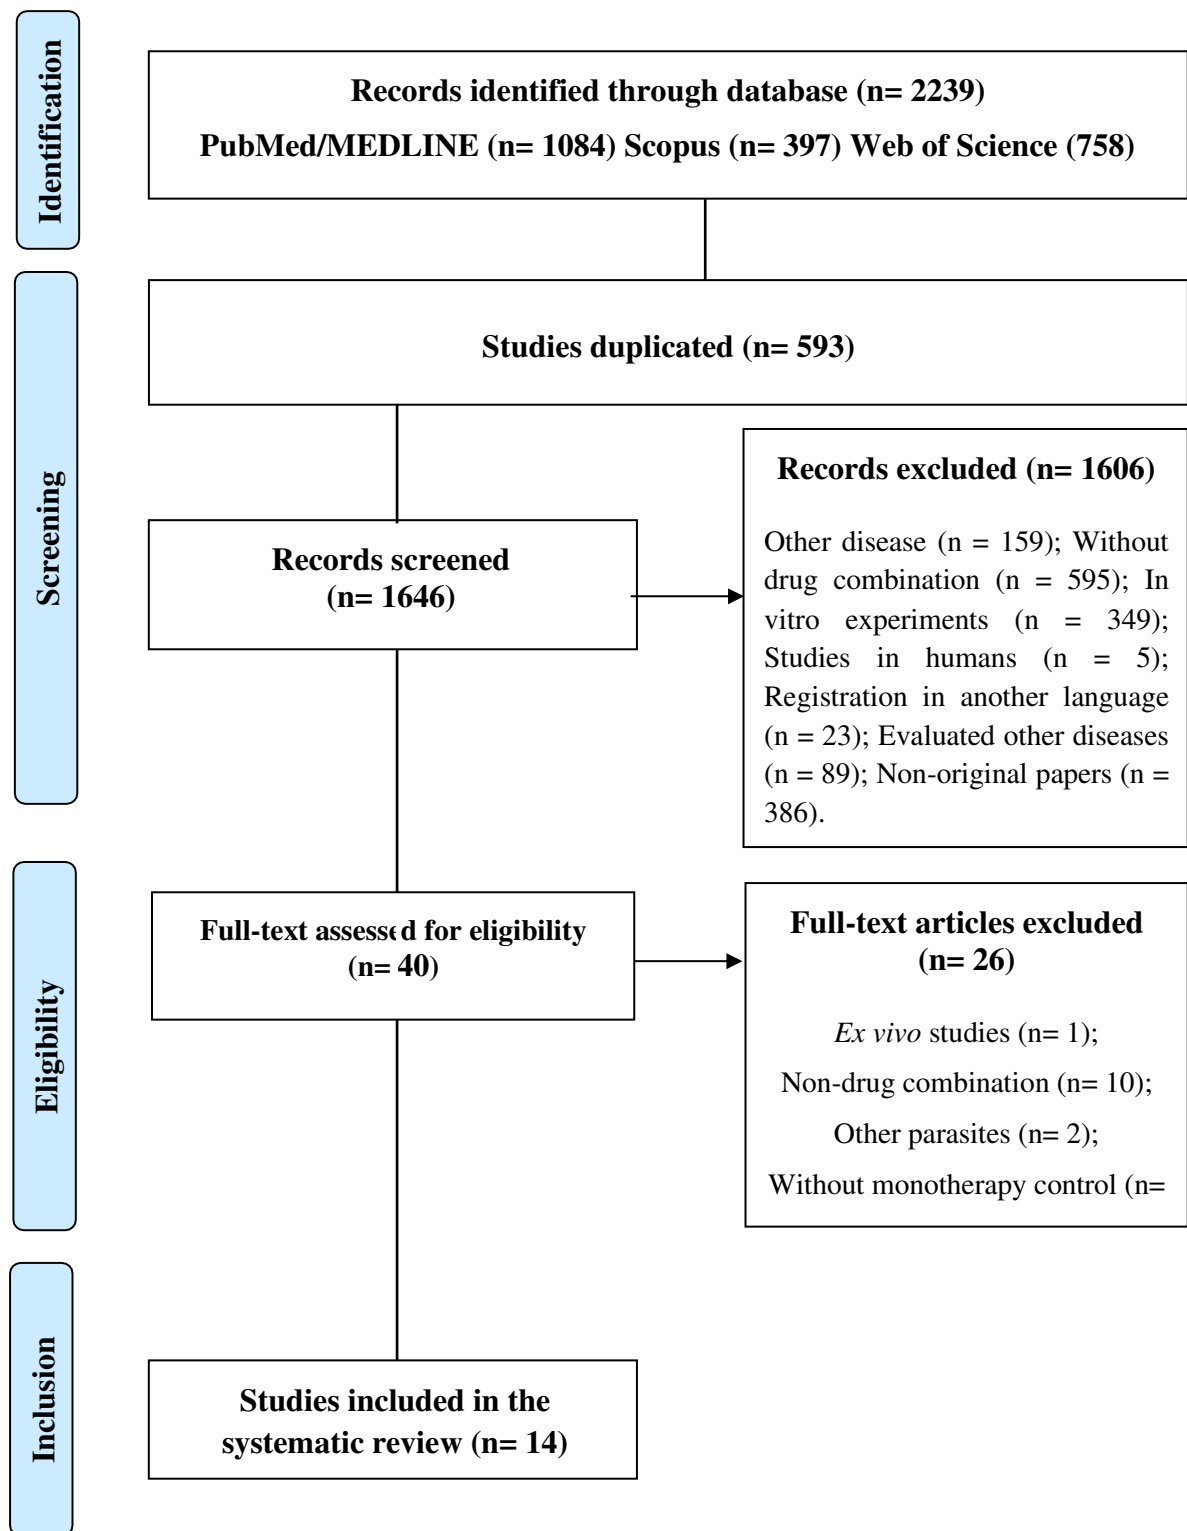 Identification
Records identified through database (n= 2239)
PubMed/MEDLINE (n= 1084) Scopus (n= 397) Web of Science (758)
Screening
Studies duplicated (n= 593)
Records screened
(n= 1646)
Records excluded (n= 1606)
Other disease (n = 159); Without
drug combination (n = 595); In
vitro experiments (n = 349);
Studies in humans (n = 5);
Registration in another language
(n = 23); Evaluated other diseases
(n = 89); Non-original papers (n =
386).
Eligibility
Full-text assessed for eligibility
(n= 40)
Full-text articles excluded
(n= 26)
Ex vivo studies (n= 1);
Non-drug combination (n= 10);
Other parasites (n= 2);
Without monotherapy control (n=
Inclusion
Studies included in the
systematic review (n= 14)